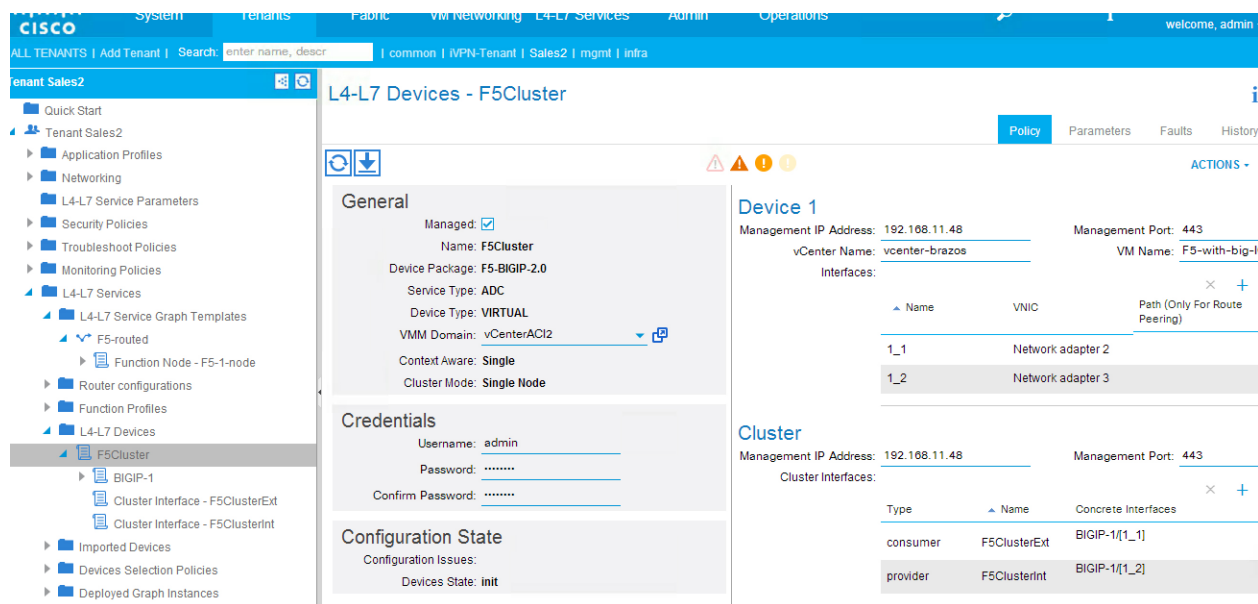 CISCO
System Tenants Fabric VM Networking L4-L7 Services Admin Operations
welcome, admin
ALL TENANTS | Add Tenant | Search: enter name, descr | common | iVPN-Tenant | Sales2 | mgmt | infra
Tenant Sales2
Quick Start
Tenant Sales2
Application Profiles
Networking
L4-L7 Service Parameters
Security Policies
Troubleshoot Policies
Monitoring Policies
L4-L7 Services
L4-L7 Service Graph Templates
F5-routed
Function Node - F5-1-node
Router configurations
Function Profiles
L4-L7 Devices
F5Cluster
BIGIP-1
Cluster Interface - F5ClusterExt
Cluster Interface - F5ClusterInt
Imported Devices
Devices Selection Policies
Deployed Graph Instances
L4-L7 Devices - F5Cluster
i
Policy Parameters Faults History
ACTIONS
General
Managed:
Name: F5Cluster
Device Package: F5-BIGIP-2.0
Service Type: ADC
Device Type: VIRTUAL
VMM Domain: vCenterACI2
Context Aware: Single
Cluster Mode: Single Node
Credentials
Username: admin
Password: ········
Confirm Password: ········
Configuration State
Configuration Issues:
Devices State: init
Device 1
Management IP Address: 192.168.11.48 Management Port: 443
vCenter Name: vcenter-brazos VM Name: F5-with-big-l
Interfaces:
Name VNIC Path (Only For Route
Peering)
1_1 Network adapter 2
1_2 Network adapter 3
Cluster
Management IP Address: 192.168.11.48 Management Port: 443
Cluster Interfaces:
Type Name Concrete Interfaces
consumer F5ClusterExt BIGIP-1/[1_1]
provider F5ClusterInt BIGIP-1/[1_2]